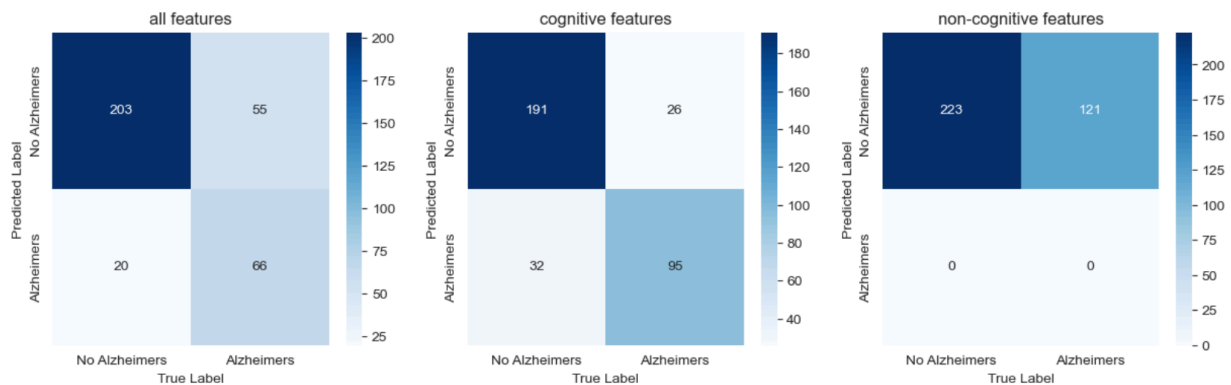 all features
No Alzheimers
Alzheimers
Predicted Label
203
55
20
66
No Alzheimers
Alzheimers
True Label
200
175
150
125
100
75
50
25
cognitive features
No Alzheimers
Alzheimers
Predicted Label
191
26
32
95
No Alzheimers
Alzheimers
True Label
180
160
140
120
100
80
60
40
non-cognitive features
No Alzheimers
Alzheimers
Predicted Label
223
121
0
0
No Alzheimers
Alzheimers
True Label
200
175
150
125
100
75
50
25
0